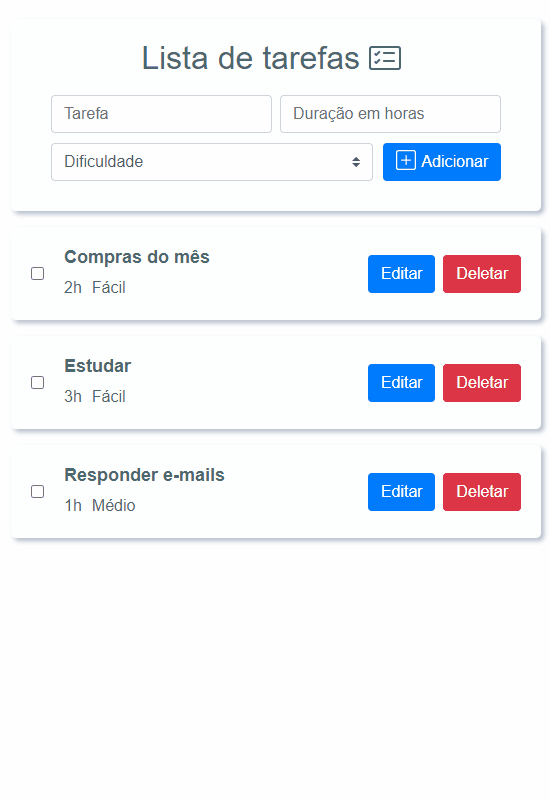 Lista de tarefas
Tarefa
Duração em horas
Dificuldade
Adicionar
Compras do mês
2h Fácil
Editar
Deletar
Estudar
3h Fácil
Editar
Deletar
Responder e-mails
1h Médio
Editar
Deletar